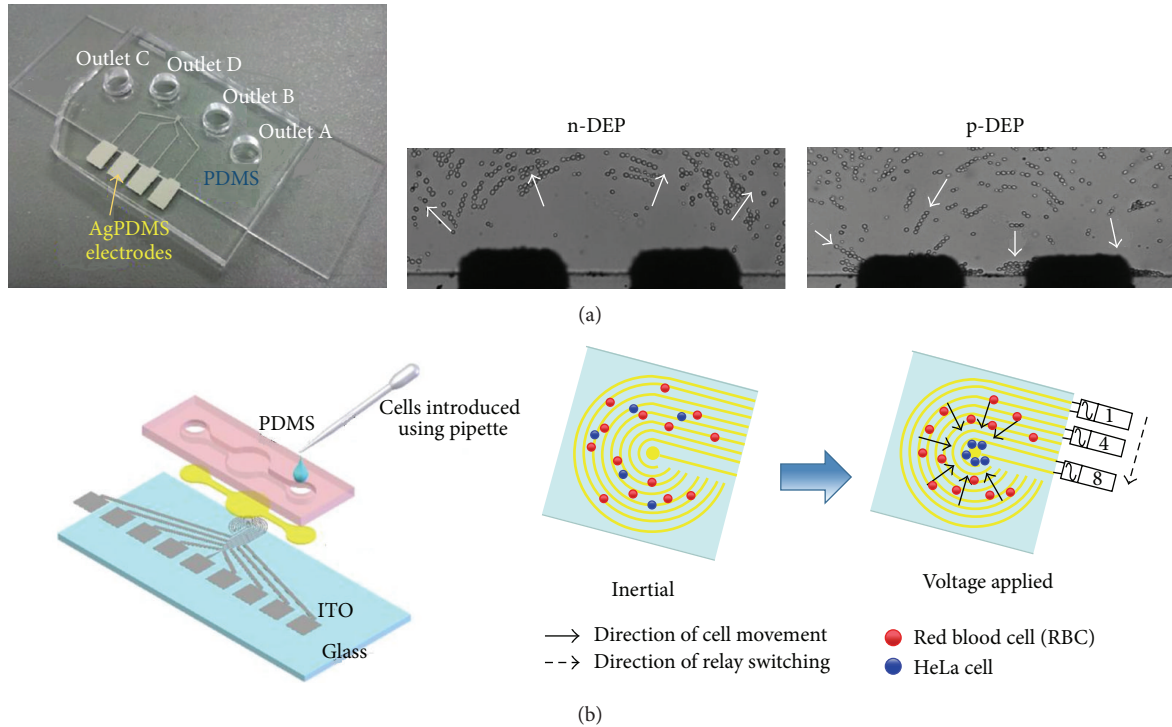 Outlet C
Outlet D
Outlet B
Outlet A
PDMS
AgPDMS
electrodes
n-DEP
p-DEP
(a)
PDMS
Cells introduced
using pipette
ITO
Glass
Inertial
1
4
8
Voltage applied
Direction of cell movement
Direction of relay switching
Red blood cell (RBC)
HeLa cell
(b)